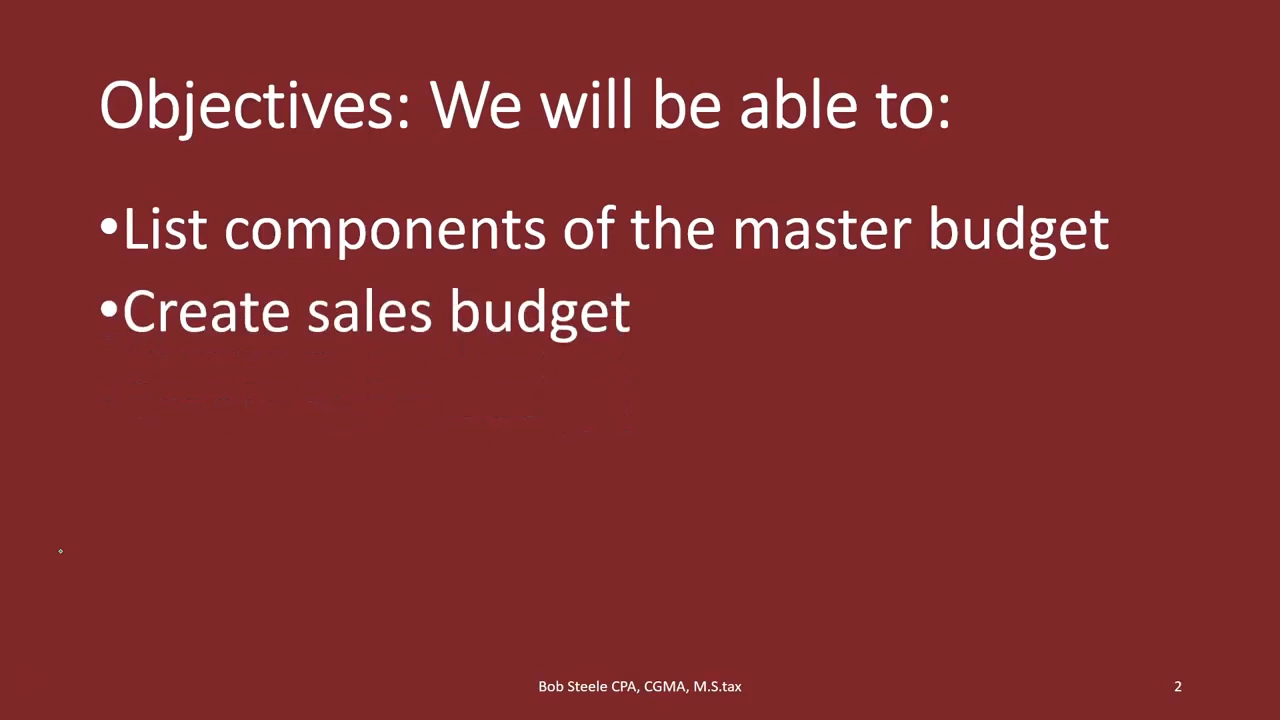 Objectives: We will be able to:
•List components of the master budget
•Create sales budget
Bob Steele CPA, CGMA, M.S.tax
2